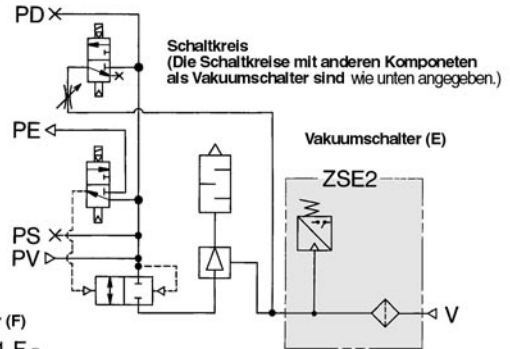 PD
Schaltkreis
(Die Schaltkreise mit anderen Komponeten
als Vakuumschalter sind wie unten angegeben.)
PE
Vakuumschalter (E)
ZSE2
PS
PV
V
(F)